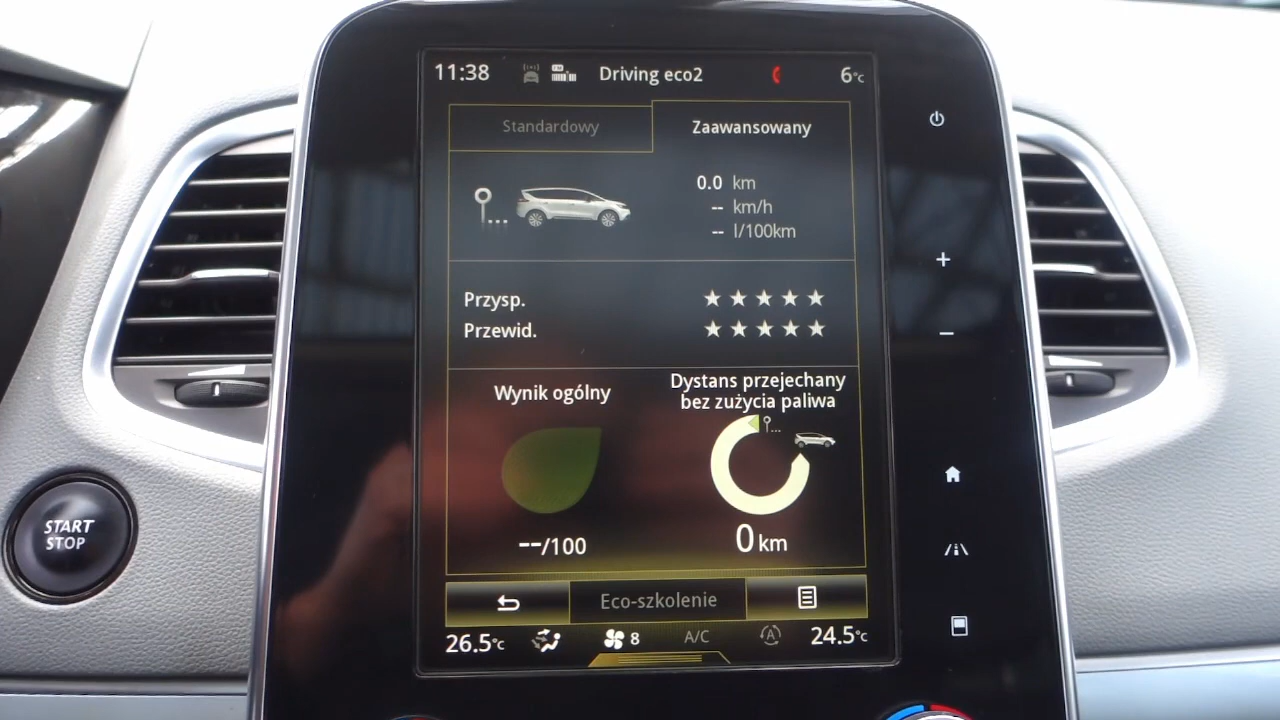 11:38 Driving eco2 6°C
Standardowy Zaawansowany
0.0 km
-- km/h
-- l/100km
Przysp. ★★★★★
Przewid. ★★★★★
Wynik ogólny
Dystans przejechany
bez zużycia paliwa
--/100
0 km
Eco-szkolenie
26.5°C 8 A/C A 24.5°C
START
STOP
+
−